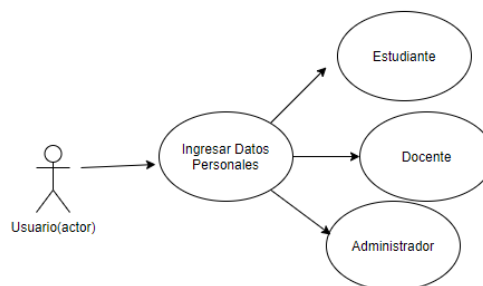 Estudiante
Ingresar Datos
Personales
Docente
Usuario(actor)
Administrador